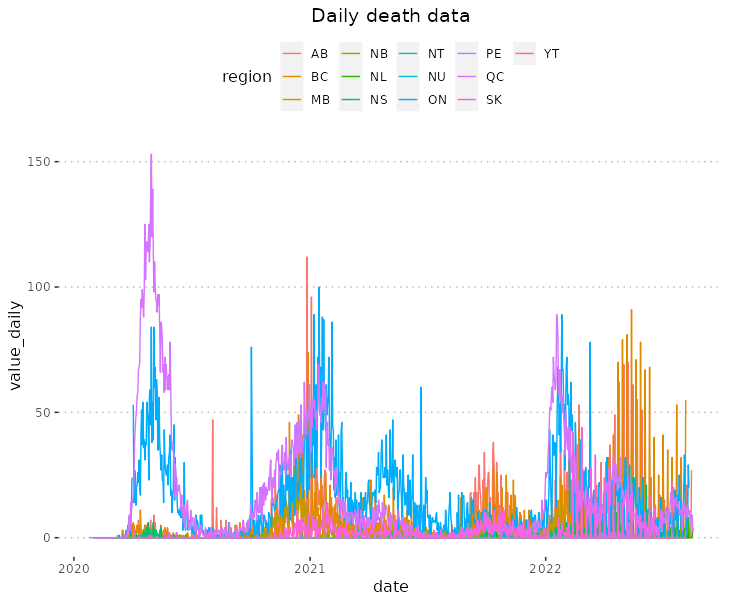 Daily death data
region
AB NB NT PE YT
BC NL NU QC
MB NS ON SK
value_daily
150
100
50
0
2020 2021 2022
date